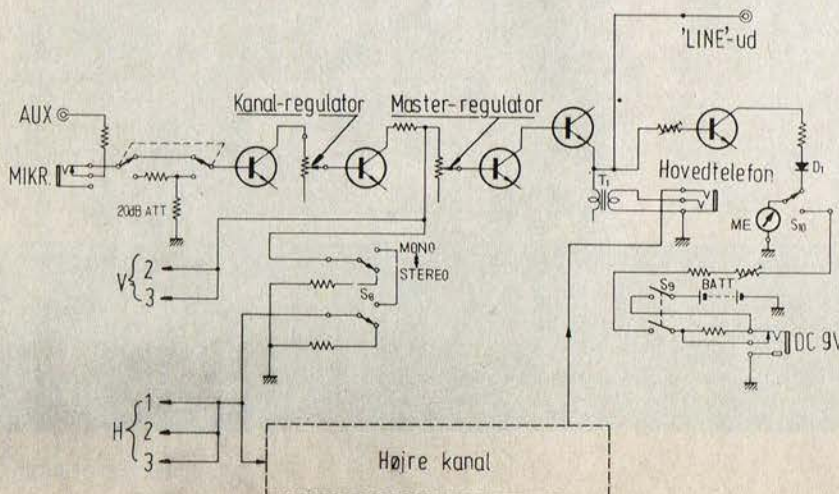 'LINE'-ud
Kanal-regulator
Master-regulator
AUX
MIKR.
20dB ATT
T1
Hovedtelefon
D1
ME
S10
MONO
STEREO
S8
S9
BATT
DC 9V
V
2
3
H
1
2
3
Højre kanal